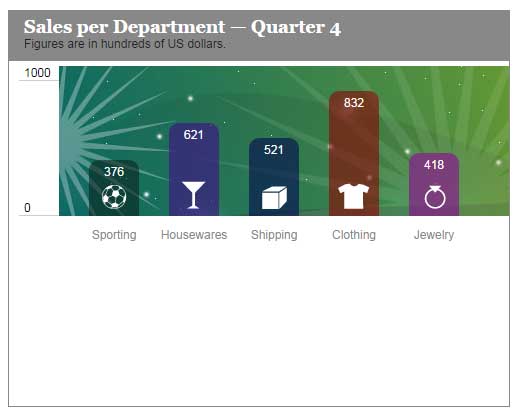 Sales per Department — Quarter 4
Figures are in hundreds of US dollars.
1000
832
621
521
418
376
0
Sporting Housewares Shipping Clothing Jewelry